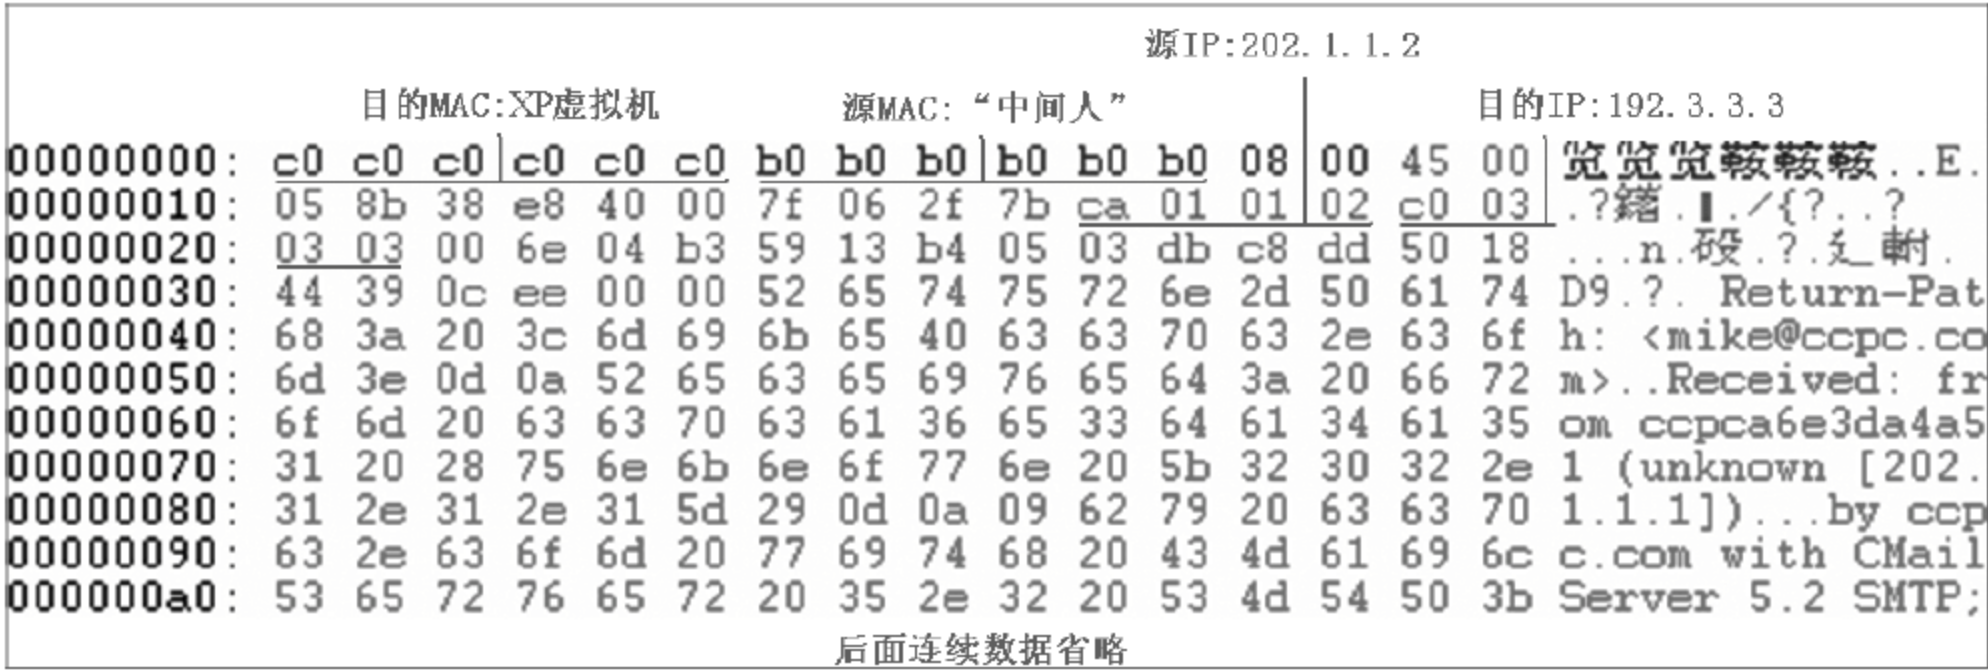 源IP:202.1.1.2
目的MAC:XP虚拟机 源MAC:“中间人” 目的IP:192.3.3.3
00000000: c0 c0 c0 c0 c0 c0 b0 b0 b0 b0 b0 b0 08 00 45 00 览览览鞍鞍鞍..E.
00000010: 05 8b 38 e8 40 00 7f 06 2f 7b ca 01 01 02 c0 03 ./{?..?
00000020: 03 03 00 6e 04 b3 59 13 b4 05 03 db c8 dd 50 18 ...n.
00000030: 44 39 0c ee 00 00 52 65 74 75 72 6e 2d 50 61 74 D9.?. Return-Pat
00000040: 68 3a 20 3c 6d 69 6b 65 40 63 63 70 63 2e 63 6f h: <mike@ccpc.co
00000050: 6d 3e 0d 0a 52 65 63 65 69 76 65 64 3a 20 66 72 m>..Received: fr
00000060: 6f 6d 20 63 63 70 63 61 36 65 33 64 61 34 61 35 om ccpca6e3da4a5
00000070: 31 20 28 75 6e 6b 6e 6f 77 6e 20 5b 32 30 32 2e 1 (unknown [202.
00000080: 31 2e 31 2e 31 5d 29 0d 0a 09 62 79 20 63 63 70 1.1.1])...by ccp
00000090: 63 2e 63 6f 6d 20 77 69 74 68 20 43 4d 61 69 6c c.com with CMail
000000a0: 53 65 72 76 65 72 20 35 2e 32 20 53 4d 54 50 3b Server 5.2 SMTP;
后面连续数据省略